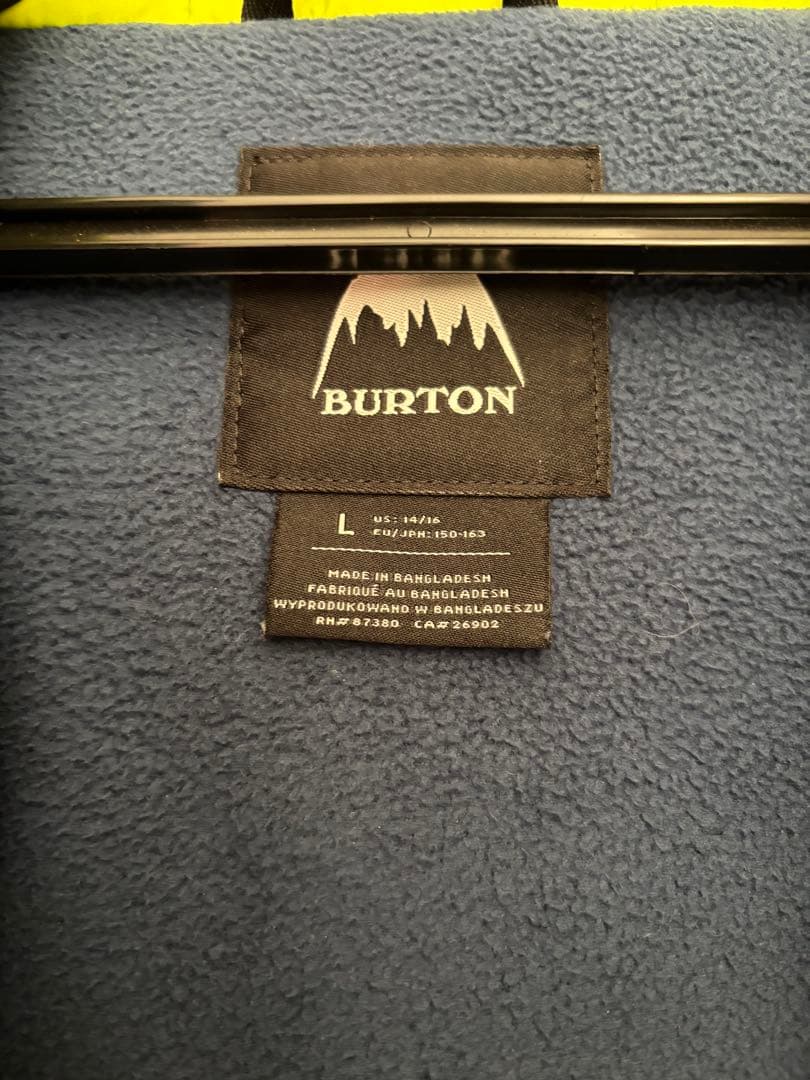 BURTON
L US: 14/16
EU/JPN: 150-163
MADE IN BANGLADESH
FABRIQUÉ AU BANGLADESH
WYPRODUKOWANO W BANGLADESZU
RN# 87380 CA# 26902